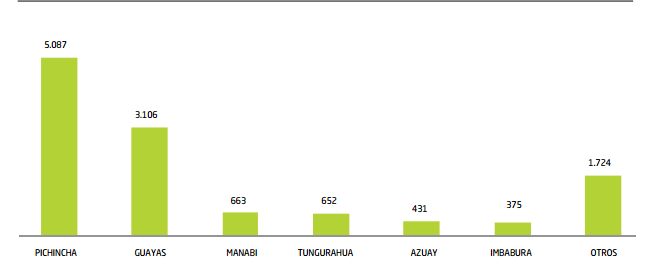 5.087
3.106
663
652
431
375
1.724
PICHINCHA
GUAYAS
MANABI
TUNGURAHUA
AZUAY
IMBABURA
OTROS